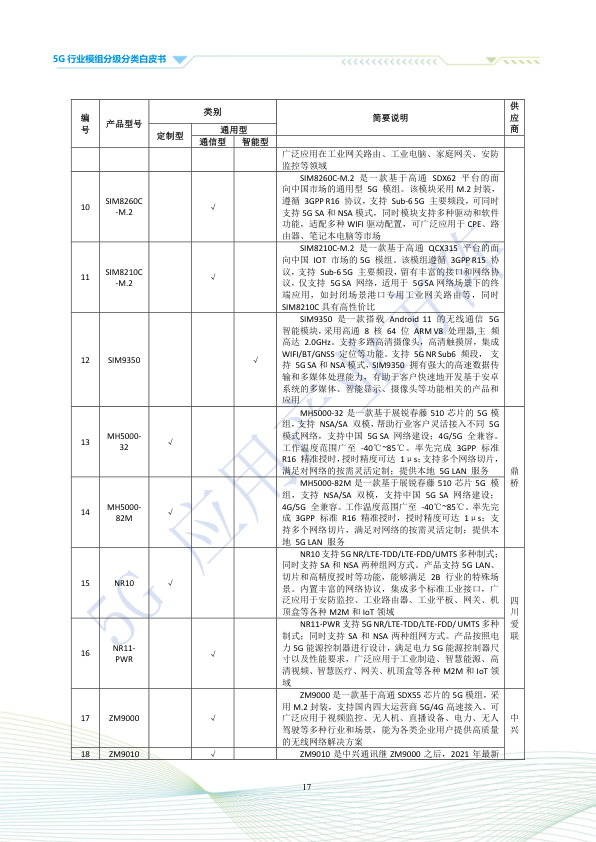 5G 行业模组分级分类白皮书
编号 产品型号 类别 简要说明 供应商
定制型 通用型
通信型 智能型
广泛应用在工业网关路由、工业电脑、家庭网关、安防
监控等领域
10 SIM8260C-M.2 √
SIM8260C-M.2 是一款基于高通 SDX62 平台的面
向中国市场的通用型 5G 模组。该模块采用 M.2 封装,
遵循 3GPP R16 协议,支持 Sub-6 5G 主要频段,可同时
支持 5G SA 和 NSA 模式,同时模块支持多种驱动和软件
功能,适配多种 WIFI 驱动配置,可广泛应用于 CPE、路
由器、笔记本电脑等市场
11 SIM8210C-M.2 √
SIM8210C-M.2 是一款基于高通 QCX315 平台的面
向中国 IOT 市场的 5G 模组。该模组遵循 3GPP R15 协
议,支持 Sub-6 5G 主要频段,留有丰富的接口和网络协
议,仅支持 5G SA 网络,适用于 5G SA 网络场景下的终
端应用,如封闭场景港口专用工业网关路由等,同时
SIM8210C 具有高性价比
12 SIM9350 √
SIM9350 是一款搭载 Android 11 的无线通信 5G
智能模块,采用高通 8 核 64 位 ARM V8 处理器,主 频
高达 2.0GHz。支持多路高清摄像头,高清触摸屏,集成
WIFI/BT/GNSS 定位等功能。支持 5G NR Sub6 频段, 支
持 5G SA 和 NSA 模式,SIM9350 拥有强大的高速数据传
输和多媒体处理能力,有助于客户快速地开发基于安卓
系统的多媒体、智能显示、摄像头等功能相关的产品和
应用
13 MH5000-32 √
MH5000-32 是一款基于展锐春藤 510 芯片的 5G 模
组,支持 NSA/SA 双模,帮助行业客户灵活接入不同 5G
模式网络,支持中国 5G SA 网络建设;4G/5G 全兼容。
工作温度范围广至 -40℃~85℃。率先完成 3GPP 标准
R16 精准授时,授时精度可达 1μs;支持多个网络切片,
满足对网络的按需灵活定制;提供本地 5G LAN 服务
鼎桥
14 MH5000-82M √
MH5000-82M 是一款基于展锐春藤 510 芯片 5G 模
组,支持 NSA/SA 双模,支持中国 5G SA 网络建设;
4G/5G 全兼容。工作温度范围广至 -40℃~85℃。率先完
成 3GPP 标准 R16 精准授时,授时精度可达 1μs;支
持多个网络切片,满足对网络的按需灵活定制;提供本
地 5G LAN 服务
15 NR10 √
NR10 支持 5G NR/LTE-TDD/LTE-FDD/UMTS 多种制式;
同时支持 SA 和 NSA 两种组网方式。产品支持 5G LAN、
切片和高精度授时等功能,能够满足 2B 行业的特殊场
景。内置丰富的网络协议,集成多个标准工业接口,广
泛应用于安防监控、工业路由器、工业平板、网关、机
顶盒等各种 M2M 和 IoT 领域
四川爱联
16 NR11-PWR √
NR11-PWR 支持 5G NR/LTE-TDD/LTE-FDD/ UMTS 多种
制式;同时支持 SA 和 NSA 两种组网方式。产品按照电
力 5G 能源控制器进行设计,满足电力 5G 能源控制器尺
寸以及性能要求,广泛应用于工业制造、智慧能源、高
清视频、智慧医疗、网关、机顶盒等各种 M2M 和 IoT 领
域
17 ZM9000 √
ZM9000 是一款基于高通 SDX55 芯片的 5G 模组,采
用 M.2 封装,支持国内四大运营商 5G/4G 高速接入。可
广泛应用于视频监控、无人机、直播设备、电力、无人
驾驶等多种行业和场景,能为各类企业用户提供高质量
的无线网络解决方案
中兴
18 ZM9010 √
ZM9010 是中兴通讯继 ZM9000 之后,2021 年最新
17